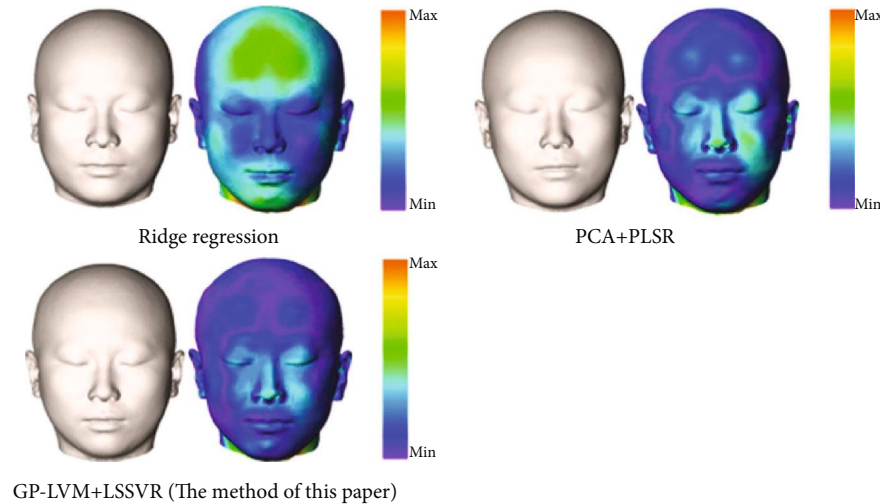 Max
Min
Ridge regression
Max
Min
PCA+PLSR
Max
Min
GP-LVM+LSSVR (The method of this paper)